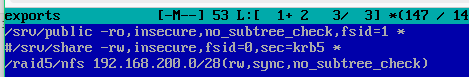 exports [-M--] 53 L:[ 1+ 2 3/ 3] *(147 / 14
/srv/public -ro,insecure,no_subtree_check,fsid=1 *
#/srv/share -rw,insecure,fsid=0,sec=krb5 *
/raid5/nfs 192.168.200.0/28(rw,sync,no_subtree_check)